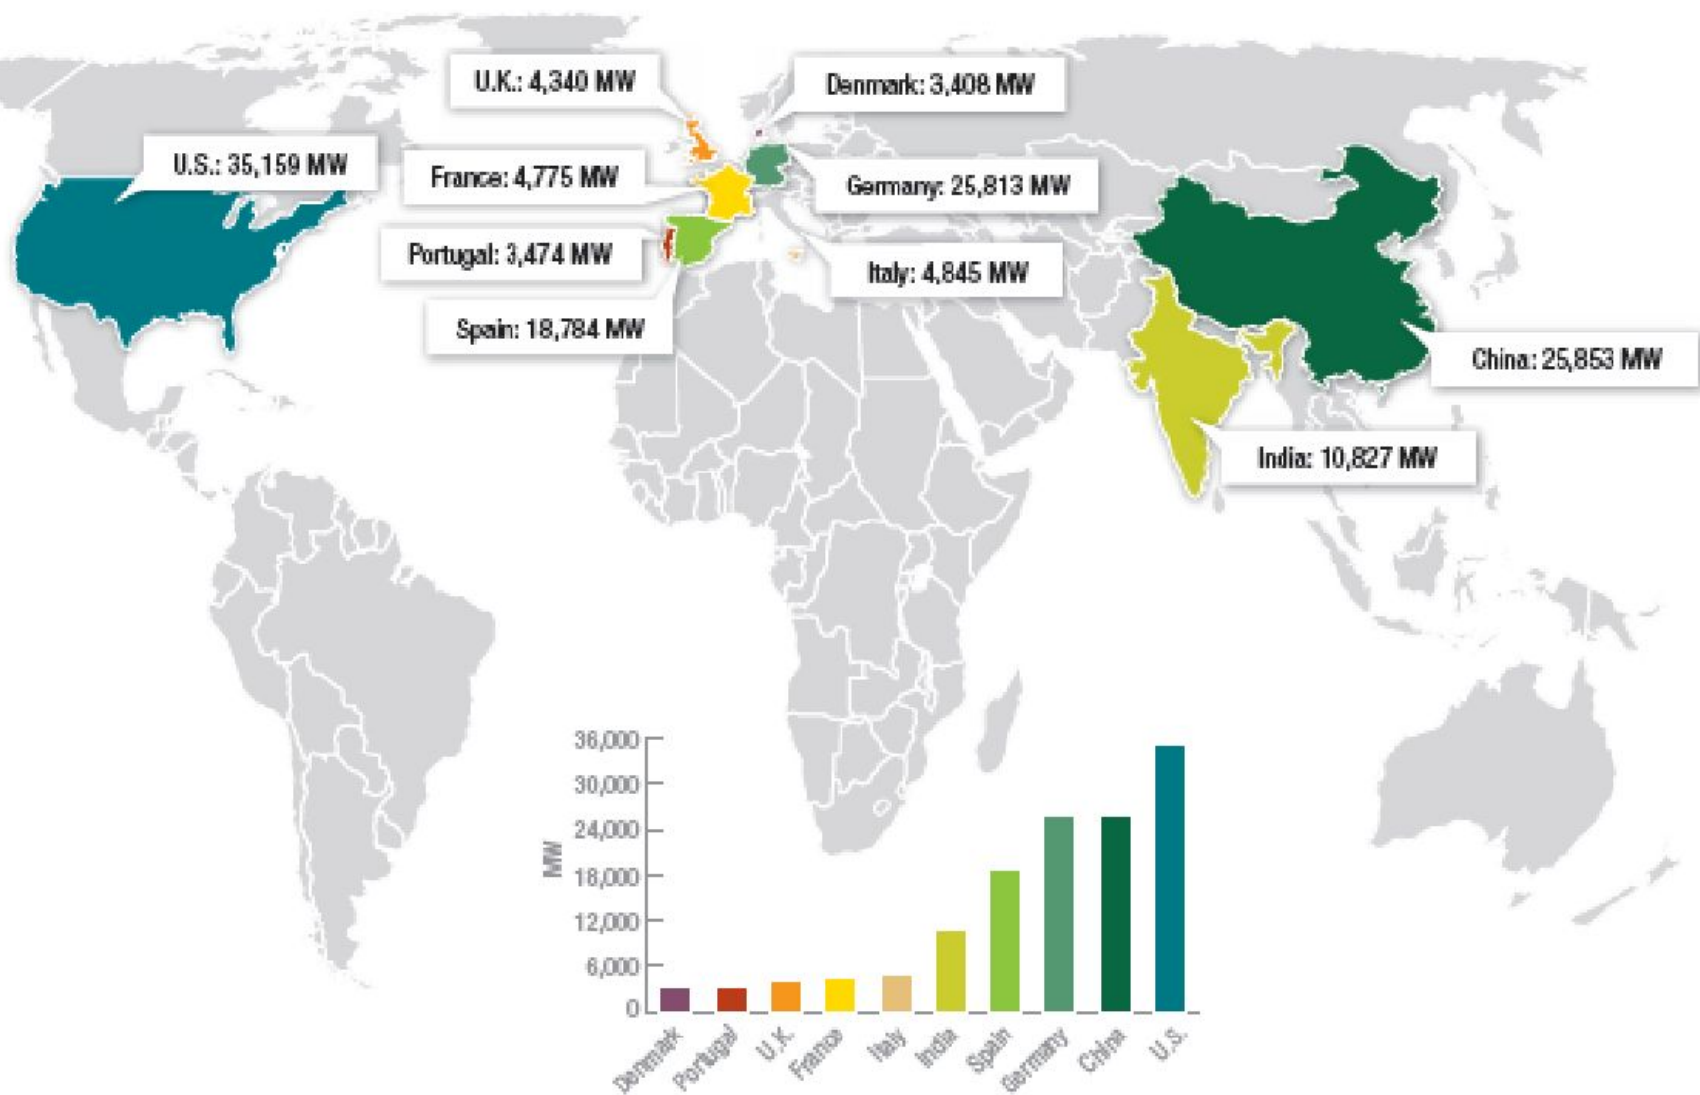 U.K.: 4,340 MW
Denmark: 3,408 MW
U.S.: 35,159 MW
France: 4,775 MW
Germany: 25,813 MW
Portugal: 3,474 MW
Italy: 4,845 MW
Spain: 18,784 MW
China: 25,853 MW
India: 10,827 MW
MW
36,000
30,000
24,000
18,000
12,000
6,000
0
Denmark
Portugal
U.K.
France
Italy
India
Spain
Germany
China
U.S.